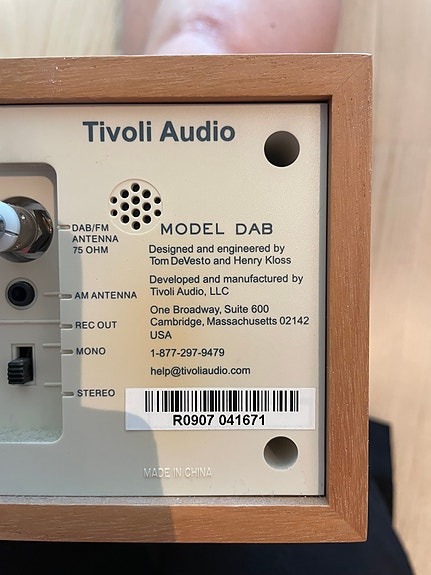 Tivoli Audio
MODEL DAB
DAB/FM
ANTENNA
75 OHM
Designed and engineered by
Tom DeVesto and Henry Kloss
Developed and manufactured by
Tivoli Audio, LLC
AM ANTENNA
One Broadway, Suite 600
Cambridge, Massachusetts 02142
USA
REC OUT
MONO
1-877-297-9479
help@tivoliaudio.com
STEREO
R0907 041671
MADE IN CHINA